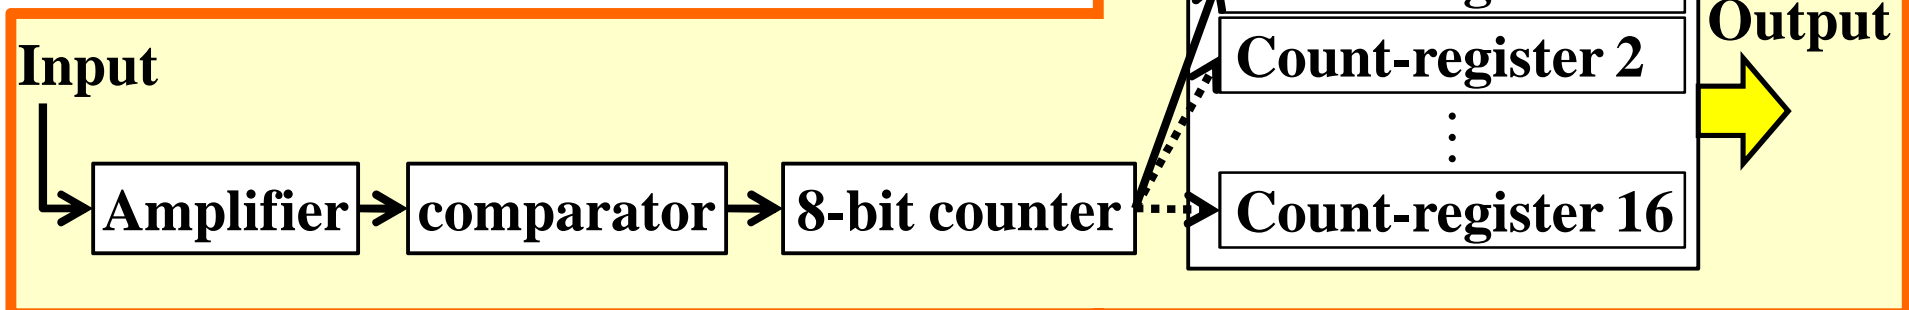 Output
Input
Count-register 2
Amplifier
comparator
8-bit counter
Count-register 16